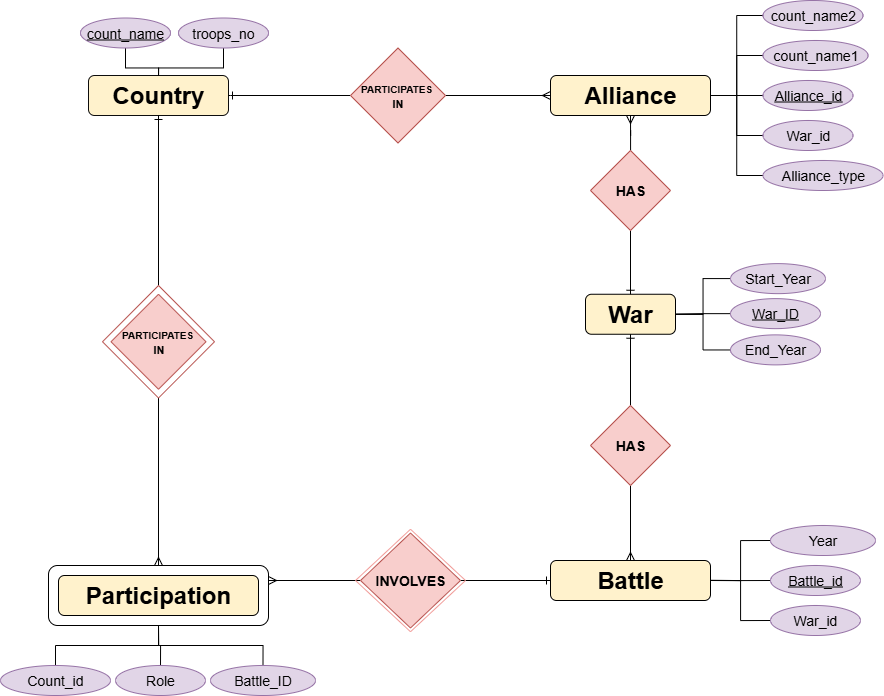 count_name
troops_no
Country
PARTICIPATES
IN
Alliance
count_name2
count_name1
Alliance_id
War_id
Alliance_type
HAS
War
Start_Year
War_ID
End_Year
PARTICIPATES
IN
HAS
Participation
INVOLVES
Battle
Year
Battle_id
War_id
Count_id
Role
Battle_ID